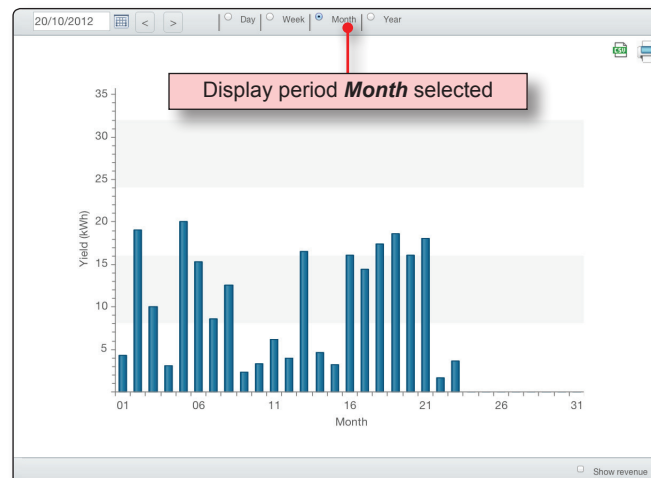 20/10/2012 < > Day Week Month Year
CSV
Display period Month selected
35
30
25
20
15
10
5
Yield (kWh)
01 06 11 16 21 26 31
Month
Show revenue